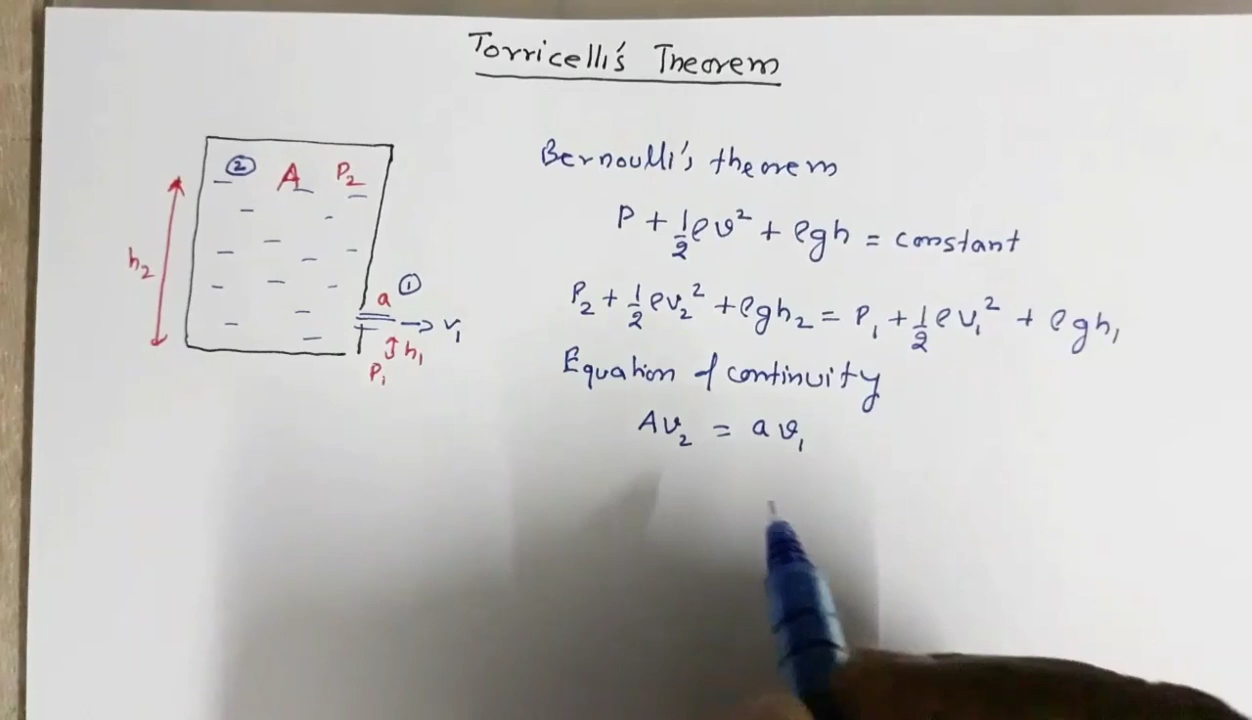 Torricelli's Theorem
② A P₂
h₂
a ①
→ v₁
h₁
P₁
Bernoulli's theorem
P + ½ρv² + ρgh = constant
P₂ + ½ρv₂² + ρgh₂ = P₁ + ½ρv₁² + ρgh₁
Equation of continuity
Av₂ = av₁